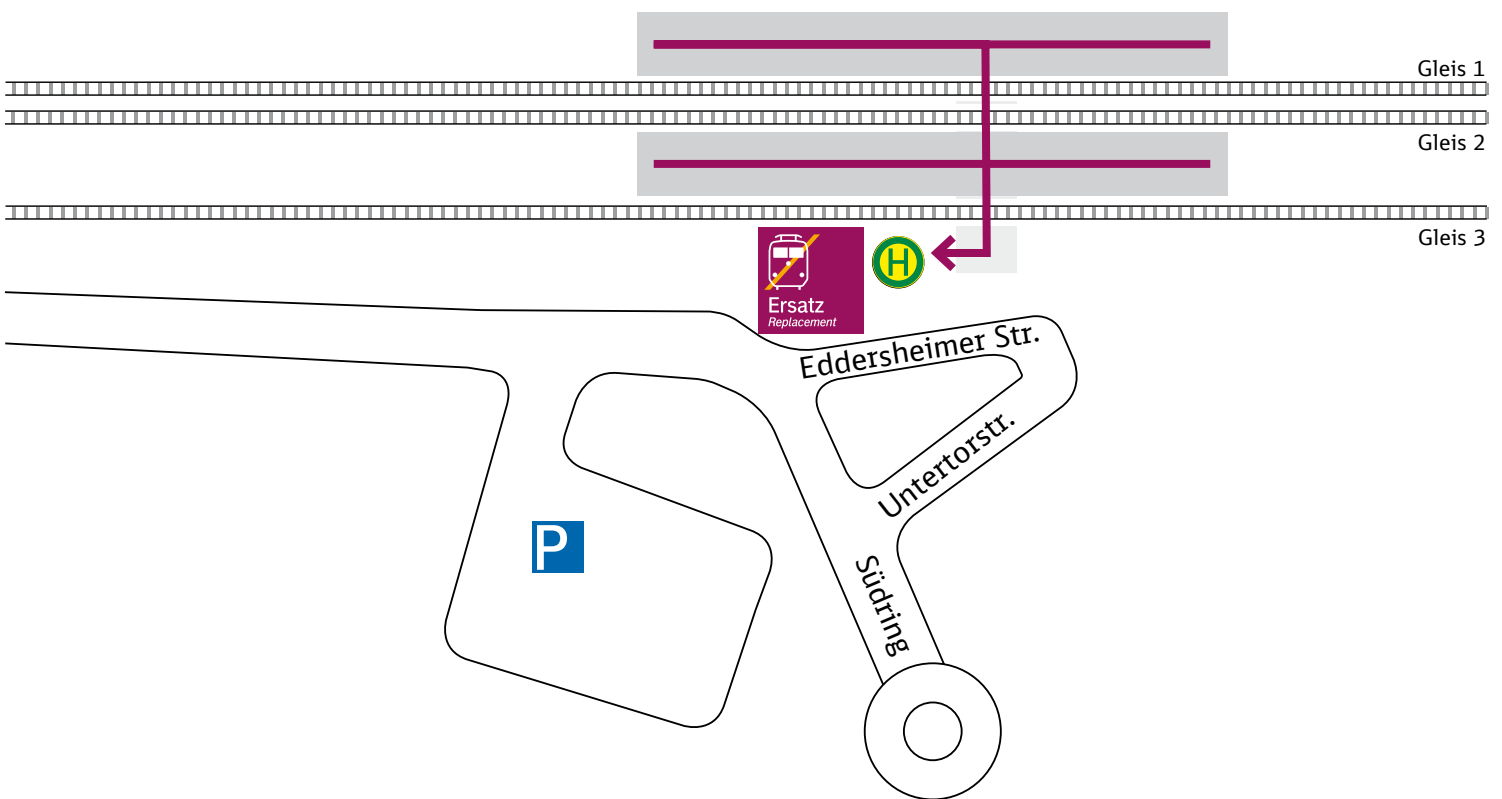 Gleis 1
Gleis 2
Gleis 3
H
Ersatz
Replacement
Eddersheimer Str.
Untertorstr.
P
Südring